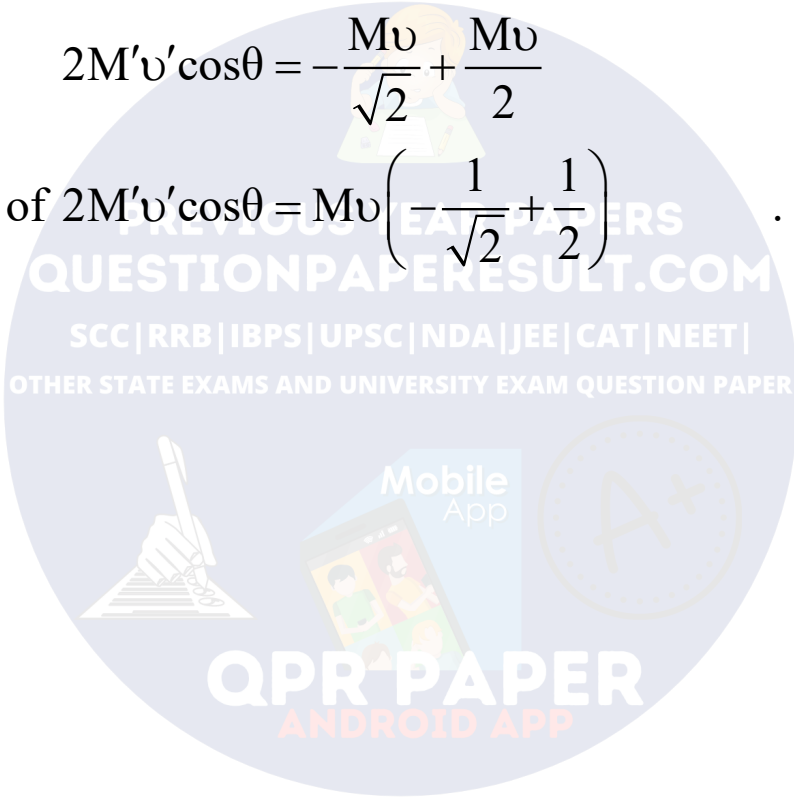 2M′υ′cosθ = −Mυ/√2 + Mυ/2
of 2M′υ′cosθ = Mυ(−1/√2 + 1/2) .
PREVIOUS YEAR PAPERS
QUESTIONPAPERESULT.COM
SCC|RRB|IBPS|UPSC|NDA|JEE|CAT|NEET|
OTHER STATE EXAMS AND UNIVERSITY EXAM QUESTION PAPER
Mobile
App
A+
QPR PAPER
ANDROID APP